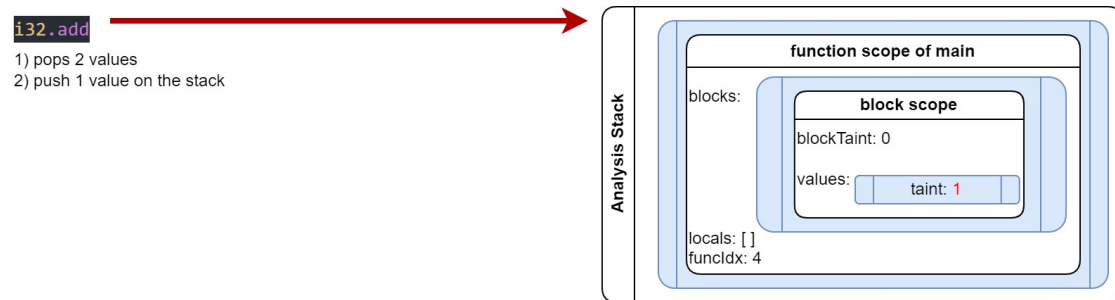 i32.add
1) pops 2 values
2) push 1 value on the stack
Analysis Stack
function scope of main
blocks:
block scope
blockTaint: 0
values:
taint: 1
locals: [ ]
funcIdx: 4